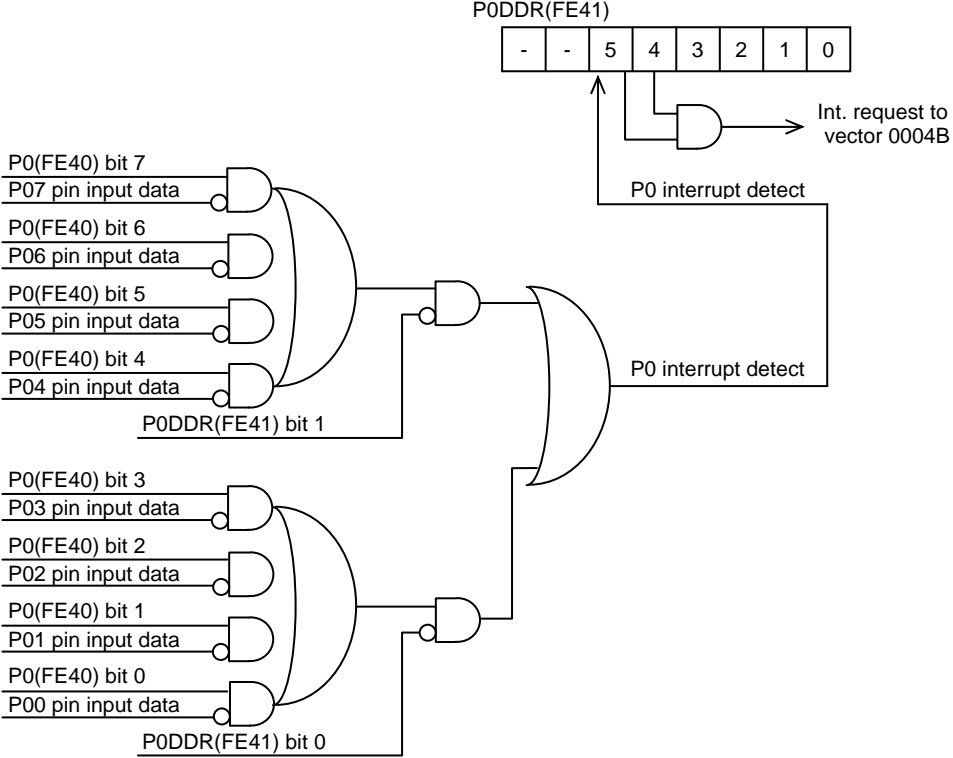 P0DDR(FE41)
- - 5 4 3 2 1 0
Int. request to
vector 0004B
P0 interrupt detect
P0(FE40) bit 7
P07 pin input data
P0(FE40) bit 6
P06 pin input data
P0(FE40) bit 5
P05 pin input data
P0(FE40) bit 4
P04 pin input data
P0DDR(FE41) bit 1
P0 interrupt detect
P0(FE40) bit 3
P03 pin input data
P0(FE40) bit 2
P02 pin input data
P0(FE40) bit 1
P01 pin input data
P0(FE40) bit 0
P00 pin input data
P0DDR(FE41) bit 0